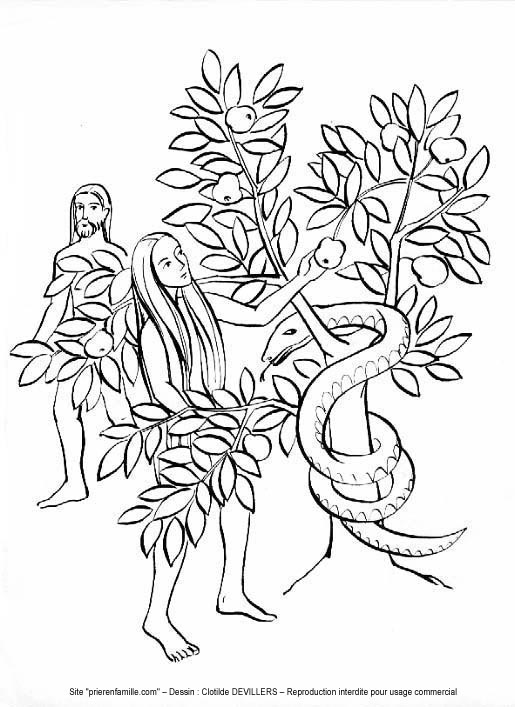 Site "prierenfamille.com" – Dessin : Clotilde DEVILLERS – Reproduction interdite pour usage commercial